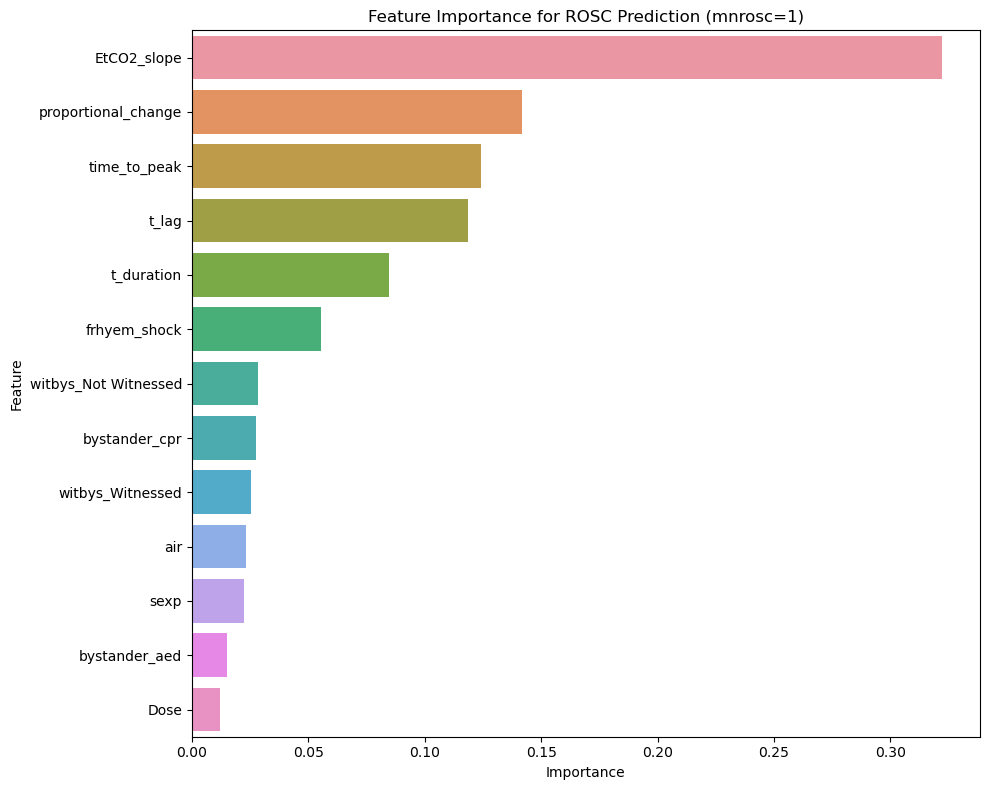 Feature Importance for ROSC Prediction (mnrosc=1)
EtCO2_slope
proportional_change
time_to_peak
t_lag
t_duration
frhyem_shock
witbys_Not Witnessed
bystander_cpr
witbys_Witnessed
air
sexp
bystander_aed
Dose
Feature
0.00 0.05 0.10 0.15 0.20 0.25 0.30
Importance